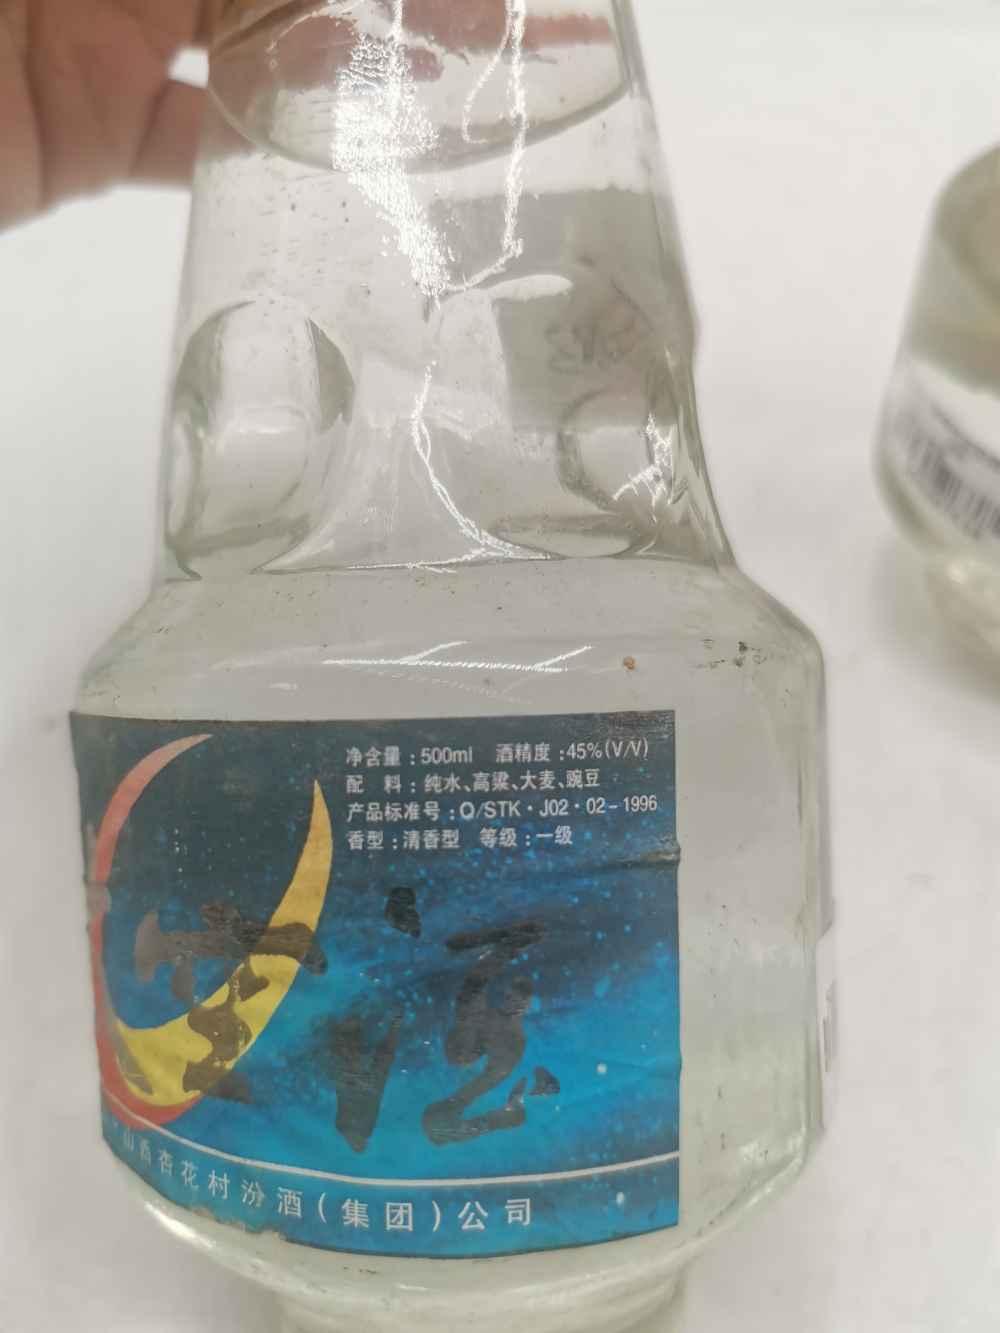 净含量：500ml 酒精度：45%(V/V)
配 料：纯水、高粱、大麦、豌豆
产品标准号：Q/STK·J02·02-1996
香型：清香型 等级：一级
山西杏花村汾酒(集团)公司